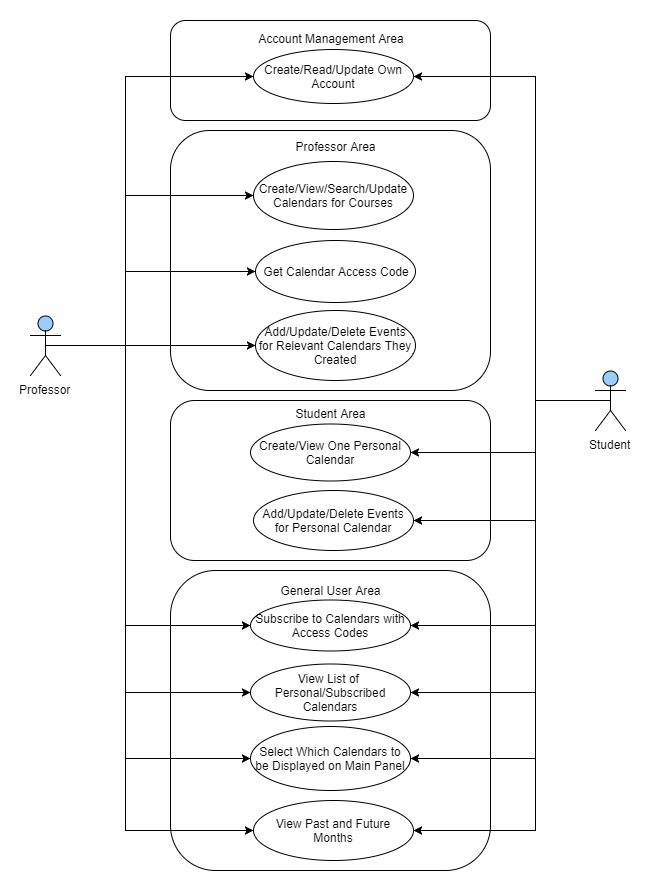 Account Management Area
Create/Read/Update Own
Account
Professor Area
Create/View/Search/Update
Calendars for Courses
Get Calendar Access Code
Add/Update/Delete Events
for Relevant Calendars They
Created
Professor
Student Area
Create/View One Personal
Calendar
Student
Add/Update/Delete Events
for Personal Calendar
General User Area
Subscribe to Calendars with
Access Codes
View List of
Personal/Subscribed
Calendars
Select Which Calendars to
be Displayed on Main Panel
View Past and Future
Months